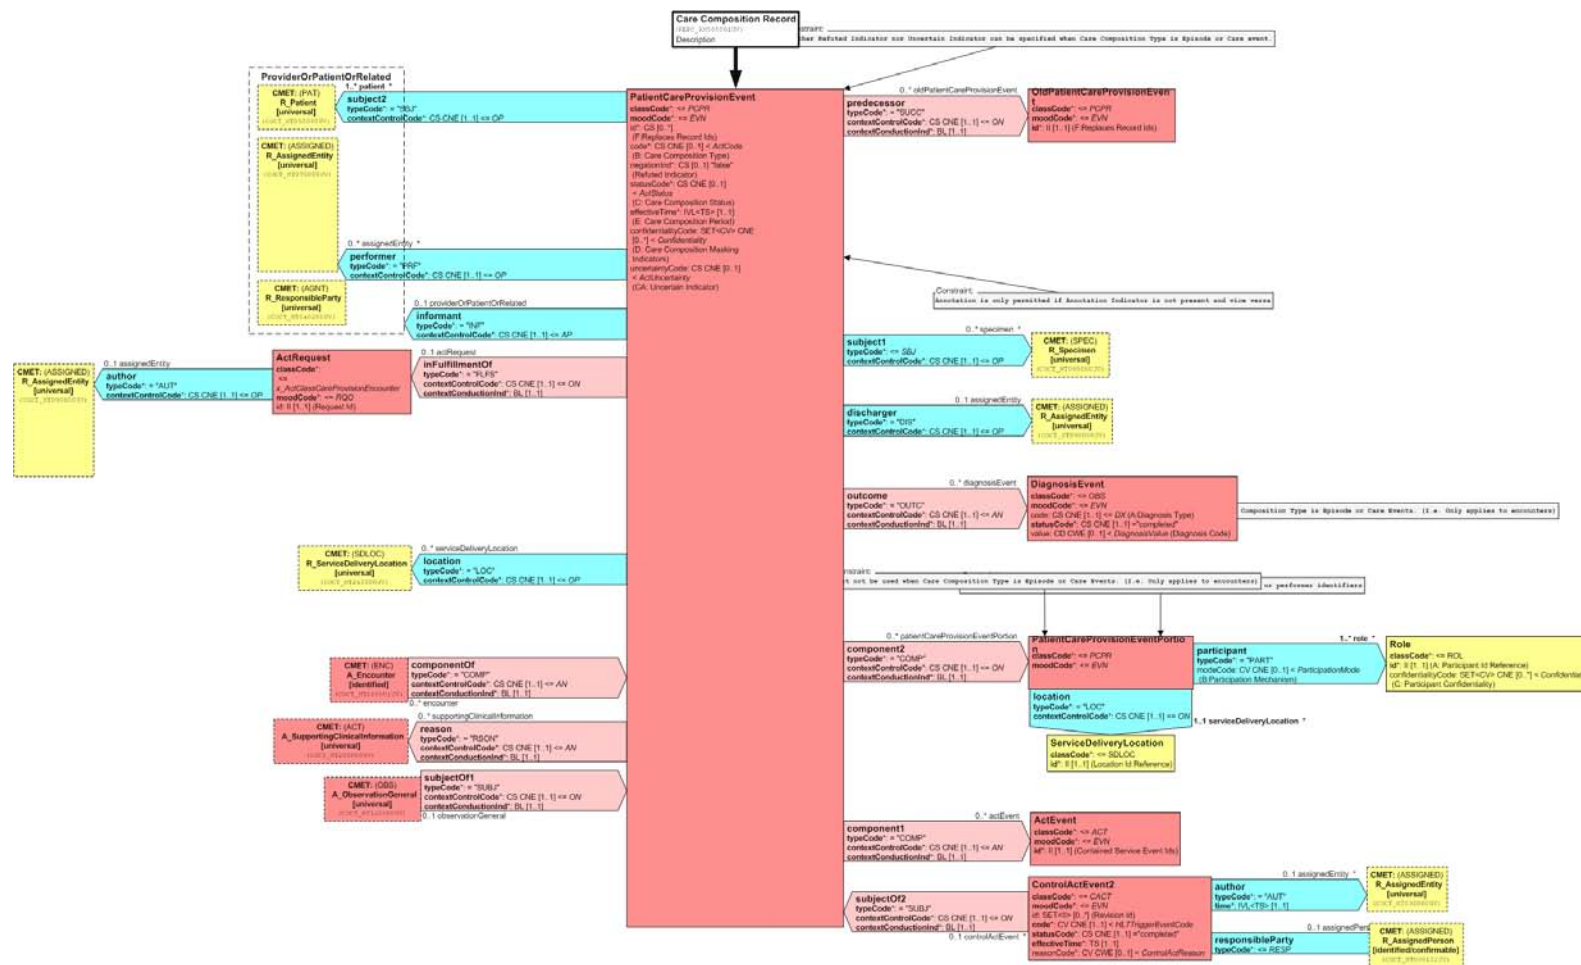 Care Composition Record
Description
straint:
her Refuted Indicator nor Uncertain Indicator can be specified when Care Composition Type is Episode or Care event.
ProviderOrPatientOrRelated
1..* patient *
CMET: (PAT)
R_Patient
[universal]
subject2
typeCode*: = "SBJ"
contextControlCode*: CS CNE [1..1] <= OP
CMET: (ASSIGNED)
R_AssignedEntity
[universal]
0..* assignedEntity *
performer
typeCode*: = "PRF"
contextControlCode*: CS CNE [1..1] <= OP
CMET: (AGNT)
R_ResponsibleParty
[universal]
0..1 providerOrPatientOrRelated
informant
typeCode*: = "INF"
contextControlCode*: CS CNE [1..1] <= AP
PatientCareProvisionEvent
classCode*: <= PCPR
moodCode*: <= EVN
id*: CS [0..*]
(F:Replaces Record Ids)
code*: CS CNE [0..1] < ActCode
(B: Care Composition Type)
negationInd*: CS [0..1] "false"
(Refuted Indicator)
statusCode*: CS CNE [0..1]
< ActStatus
(C: Care Composition Status)
effectiveTime*: IVL<TS> [1..1]
(E: Care Composition Period)
confidentialityCode: SET<CV> CNE
[0..*] < Confidentiality
(D: Care Composition Masking
Indicators)
uncertaintyCode: CS CNE [0..1]
< ActUncertainty
(CA: Uncertain Indicator)
0..* oldPatientCareProvisionEvent
predecessor
typeCode*: = "SUCC"
contextControlCode*: CS CNE [1..1] <= ON
contextConductionInd*: BL [1..1]
OldPatientCareProvisionEven
t
classCode*: <= PCPR
moodCode*: <= EVN
id*: II [1..1] (F:Replaces Record Ids)
Constraint:
Annotation is only permitted if Annotation Indicator is not present and vice versa
0..* specimen *
subject1
typeCode*: <= SBJ
contextControlCode*: CS CNE [1..1] <= OP
CMET: (SPEC)
R_Specimen
[universal]
CMET: (ASSIGNED)
R_AssignedEntity
[universal]
0..1 assignedEntity
author
typeCode*: = "AUT"
contextControlCode*: CS CNE [1..1] <= OP
ActRequest
classCode*:
<=
x_ActClassCareProvisionEncounter
moodCode*: <= RQO
id: II [1..1] (Request Id)
0..1 actRequest
inFulfillmentOf
typeCode*: = "FLFS"
contextControlCode*: CS CNE [1..1] <= ON
contextConductionInd*: BL [1..1]
0..1 assignedEntity
discharger
typeCode*: = "DIS"
contextControlCode*: CS CNE [1..1] <= OP
CMET: (ASSIGNED)
R_AssignedEntity
[universal]
0..* diagnosisEvent
outcome
typeCode*: = "OUTC"
contextControlCode*: CS CNE [1..1] <= AN
contextConductionInd*: BL [1..1]
DiagnosisEvent
classCode*: <= OBS
moodCode*: <= EVN
code: CS CNE [1..1] <= DX (A:Diagnosis Type)
statusCode*: CS CNE [1..1] ="completed"
value: CD CWE [0..1] < DiagnosisValue (Diagnosis Code)
Composition Type is Episode or Care Events. (I.e. Only applies to encounters)
CMET: (SDLOC)
R_ServiceDeliveryLocation
[universal]
0..* serviceDeliveryLocation
location
typeCode*: = "LOC"
contextControlCode*: CS CNE [1..1] <= OP
nstraint:
t not be used when Care Composition Type is Episode or Care Events. (I.e. Only applies to encounters)
or performer identifiers
0..* patientCareProvisionEventPortion
component2
typeCode*: = "COMP"
contextControlCode*: CS CNE [1..1] <= ON
contextConductionInd*: BL [1..1]
PatientCareProvisionEventPortio
n
classCode*: <= PCPR
moodCode*: <= EVN
1..* role *
participant
typeCode*: = "PART"
modeCode: CV CNE [0..1] < ParticipationMode
(B:Participation Mechanism)
Role
classCode*: <= ROL
id*: II [1..1] (A: Participant Id Reference)
confidentialityCode: SET<CV> CNE [0..*] < Confidential
(C: Participant Confidentiality)
location
typeCode*: = "LOC"
contextControlCode*: CS CNE [1..1] <= ON
1..1 serviceDeliveryLocation *
ServiceDeliveryLocation
classCode*: <= SDLOC
id*: II [1..1] (Location Id Reference)
CMET: (ENC)
A_Encounter
[identified]
componentOf
typeCode*: = "COMP"
contextControlCode*: CS CNE [1..1] <= AN
contextConductionInd*: BL [1..1]
0..* encounter
0..* supportingClinicalInformation
CMET: (ACT)
A_SupportingClinicalInformation
[universal]
reason
typeCode*: = "RSON"
contextControlCode*: CS CNE [1..1] <= AN
contextConductionInd*: BL [1..1]
CMET: (OBS)
A_ObservationGeneral
[universal]
subjectOf1
typeCode*: = "SUBJ"
contextControlCode*: CS CNE [1..1] <= ON
contextConductionInd*: BL [1..1]
0..1 observationGeneral
0..* actEvent
component1
typeCode*: = "COMP"
contextControlCode*: CS CNE [1..1] <= AN
contextConductionInd*: BL [1..1]
ActEvent
classCode*: <= ACT
moodCode*: <= EVN
id*: II [1..1] (Contained Service Event Ids)
subjectOf2
typeCode*: = "SUBJ"
contextControlCode*: CS CNE [1..1] <= ON
contextConductionInd*: BL [1..1]
0..1 controlActEvent *
ControlActEvent2
classCode*: <= CACT
moodCode*: <= EVN
id: SET<II> [0..*] (Revision Id)
code*: CV CNE [1..1] < HL7TriggerEventCode
statusCode*: CS CNE [1..1] ="completed"
effectiveTime*: TS [1..1]
reasonCode*: CV CWE [0..1] < ControlActReason
0..1 assignedEntity *
author
typeCode*: = "AUT"
time*: IVL<TS> [1..1]
CMET: (ASSIGNED)
R_AssignedEntity
[universal]
0..1 assignedPers
responsibleParty
typeCode*: <= RESP
CMET: (ASSIGNED)
R_AssignedPerson
[identified/confirmable]